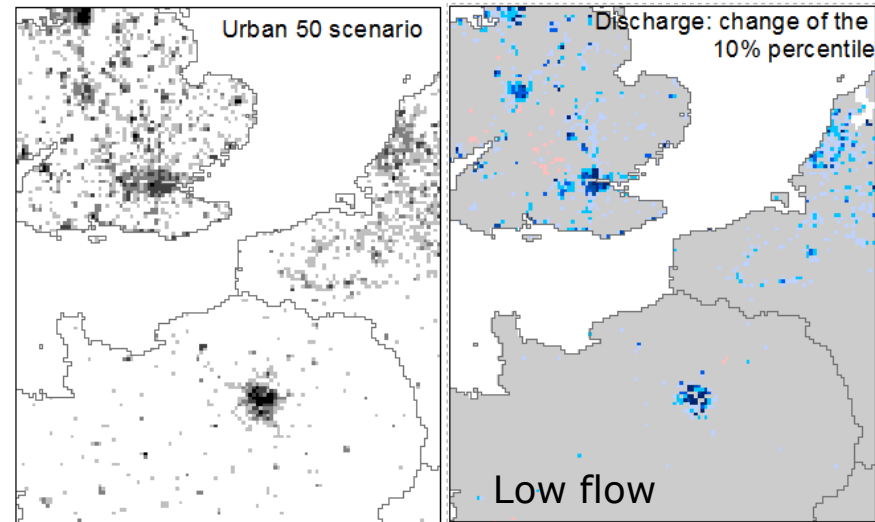 Urban 50 scenario
Discharge: change of the
10% percentile
Low flow